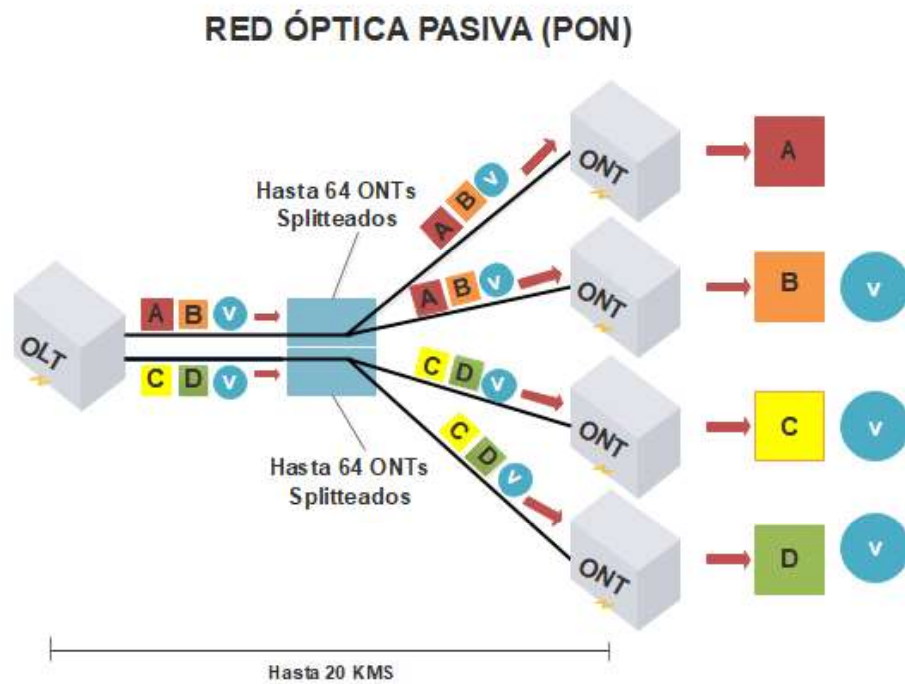 RED ÓPTICA PASIVA (PON)
Hasta 64 ONTs
Splitteados
A B v
ONT
A
A B v
A B v
ONT
B
v
OLT
C D v
C D v
ONT
C
v
C D v
Hasta 64 ONTs
Splitteados
ONT
D
v
Hasta 20 KMS